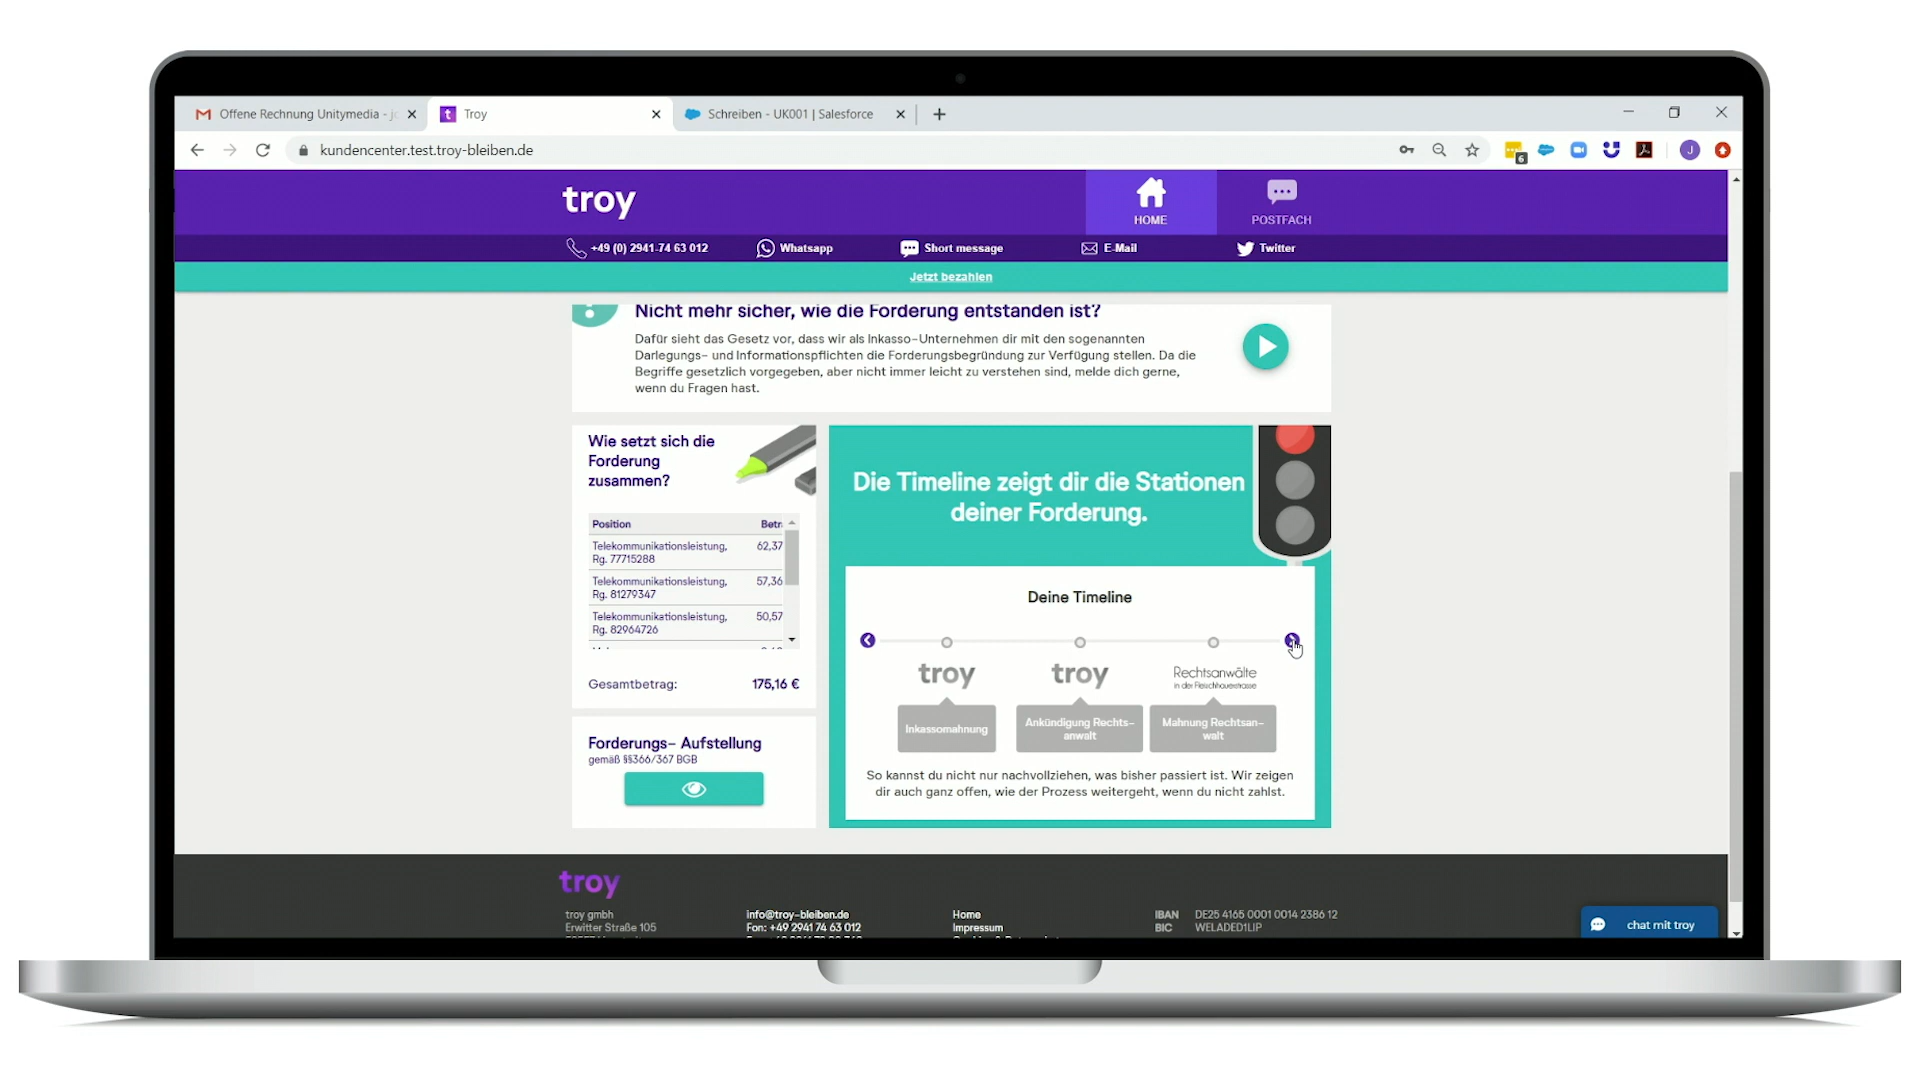 Offene Rechnung Unitymedia - jc
Troy
Schreiben - UK001 | Salesforce
kundencenter.test.troy-bleiben.de
6
J
troy
HOME
POSTFACH
+49 (0) 2941-74 63 012
Whatsapp
Short message
E-Mail
Twitter
Jetzt bezahlen
Nicht mehr sicher, wie die Forderung entstanden ist?
Dafür sieht das Gesetz vor, dass wir als Inkasso-Unternehmen dir mit den sogenannten
Darlegungs- und Informationspflichten die Forderungsbegründung zur Verfügung stellen. Da die
Begriffe gesetzlich vorgegeben, aber nicht immer leicht zu verstehen sind, melde dich gerne,
wenn du Fragen hast.
Wie setzt sich die
Forderung
zusammen?
Position Betr
Telekommunikationsleistung, 62,37
Rg. 77715288
Telekommunikationsleistung, 57,36
Rg. 81279347
Telekommunikationsleistung, 50,57
Rg. 82964726
Gesamtbetrag: 175,16 €
Forderungs- Aufstellung
gemäß §§366/367 BGB
Die Timeline zeigt dir die Stationen
deiner Forderung.
Deine Timeline
troy
troy
Rechtsanwälte
in der Fleischhauerstrasse
Inkassomahnung
Ankündigung Rechts-
anwalt
Mahnung Rechtsan-
walt
So kannst du nicht nur nachvollziehen, was bisher passiert ist. Wir zeigen
dir auch ganz offen, wie der Prozess weitergeht, wenn du nicht zahlst.
troy
troy gmbh
Erwitter Straße 105
info@troy-bleiben.de
Fon: +49 2941 74 63 012
Home
Impressum
IBAN DE25 4165 0001 0014 2386 12
BIC WELADED1LIP
chat mit troy